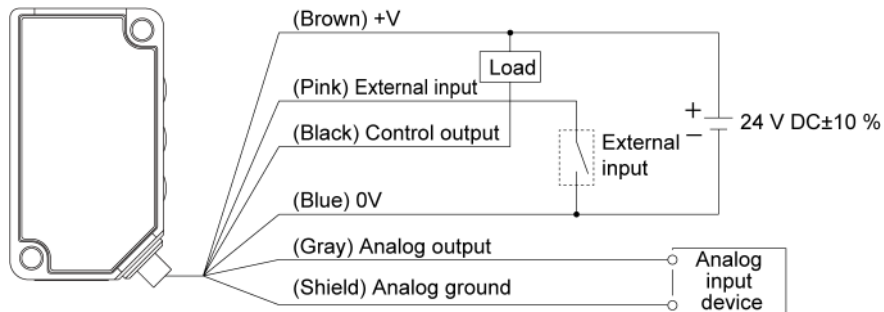 (Brown) +V
Load
(Pink) External input
(Black) Control output
+
−
24 V DC±10 %
External
input
(Blue) 0V
(Gray) Analog output
(Shield) Analog ground
Analog
input
device